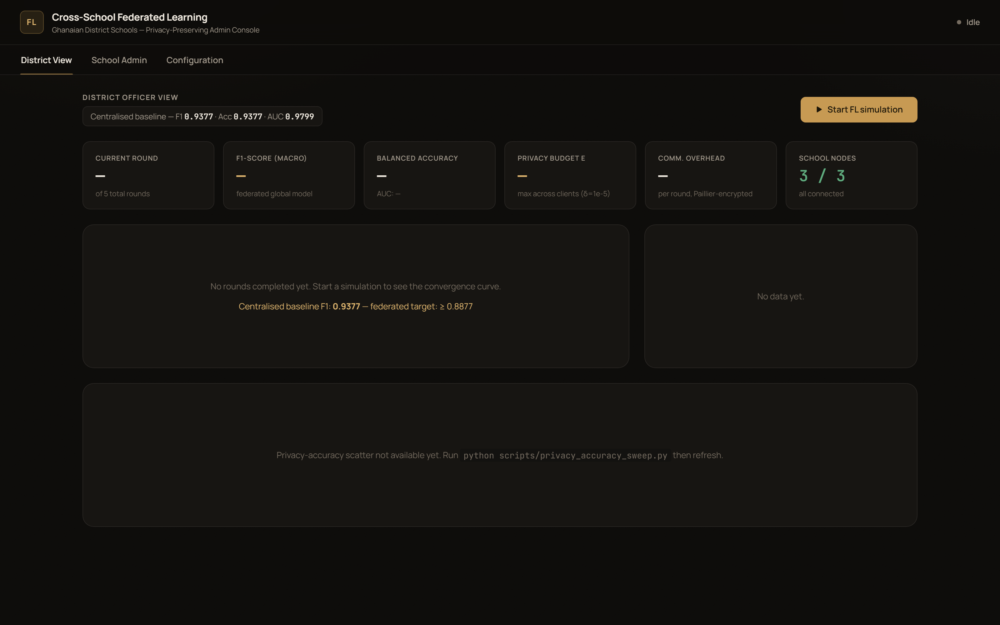 FL
Cross-School Federated Learning
Ghanaian District Schools — Privacy-Preserving Admin Console
Idle
District View
School Admin
Configuration
DISTRICT OFFICER VIEW
Centralised baseline — F1 0.9377 · Acc 0.9377 · AUC 0.9799
Start FL simulation
CURRENT ROUND
—
of 5 total rounds
F1-SCORE (MACRO)
—
federated global model
BALANCED ACCURACY
—
AUC: —
PRIVACY BUDGET Ε
—
max across clients (δ=1e-5)
COMM. OVERHEAD
—
per round, Paillier-encrypted
SCHOOL NODES
3 / 3
all connected
No rounds completed yet. Start a simulation to see the convergence curve.
Centralised baseline F1: 0.9377 — federated target: ≥ 0.8877
No data yet.
Privacy-accuracy scatter not available yet. Run python scripts/privacy_accuracy_sweep.py then refresh.